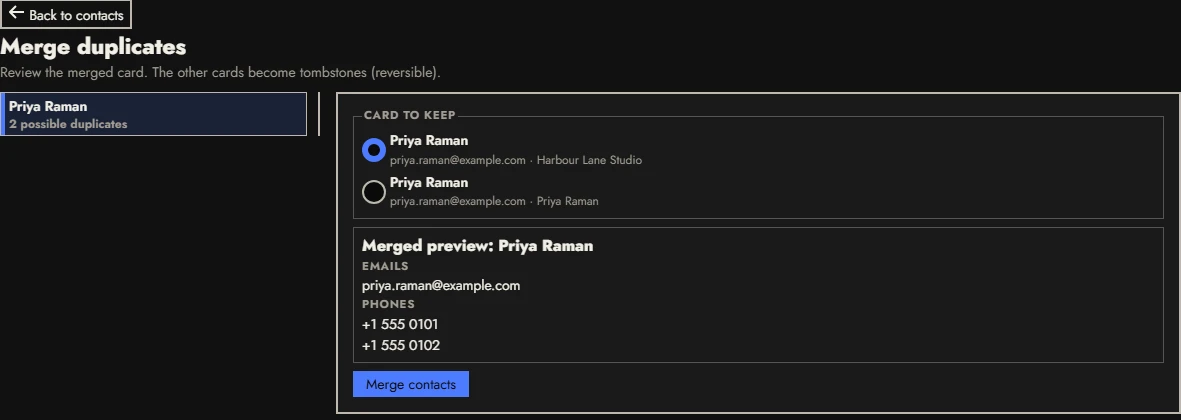 Back to contacts
Merge duplicates
Review the merged card. The other cards become tombstones (reversible).
Priya Raman
2 possible duplicates
CARD TO KEEP
Priya Raman
priya.raman@example.com · Harbour Lane Studio
Priya Raman
priya.raman@example.com · Priya Raman
Merged preview: Priya Raman
EMAILS
priya.raman@example.com
PHONES
+1 555 0101
+1 555 0102
Merge contacts